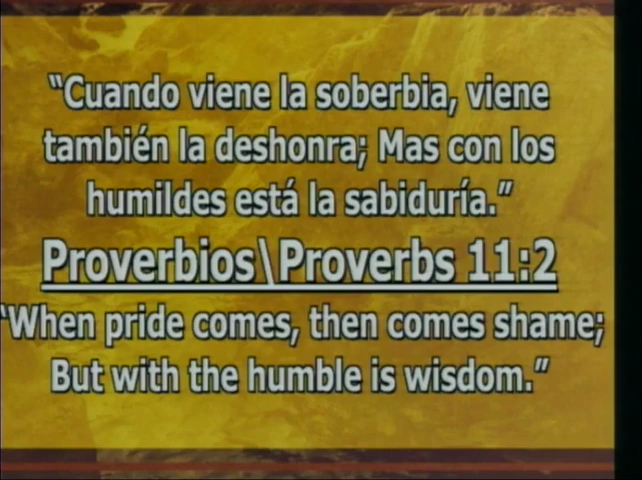 “Cuando viene la soberbia, viene
también la deshonra; Mas con los
humildes está la sabiduría.”
Proverbios\Proverbs 11:2
“When pride comes, then comes shame;
But with the humble is wisdom.”